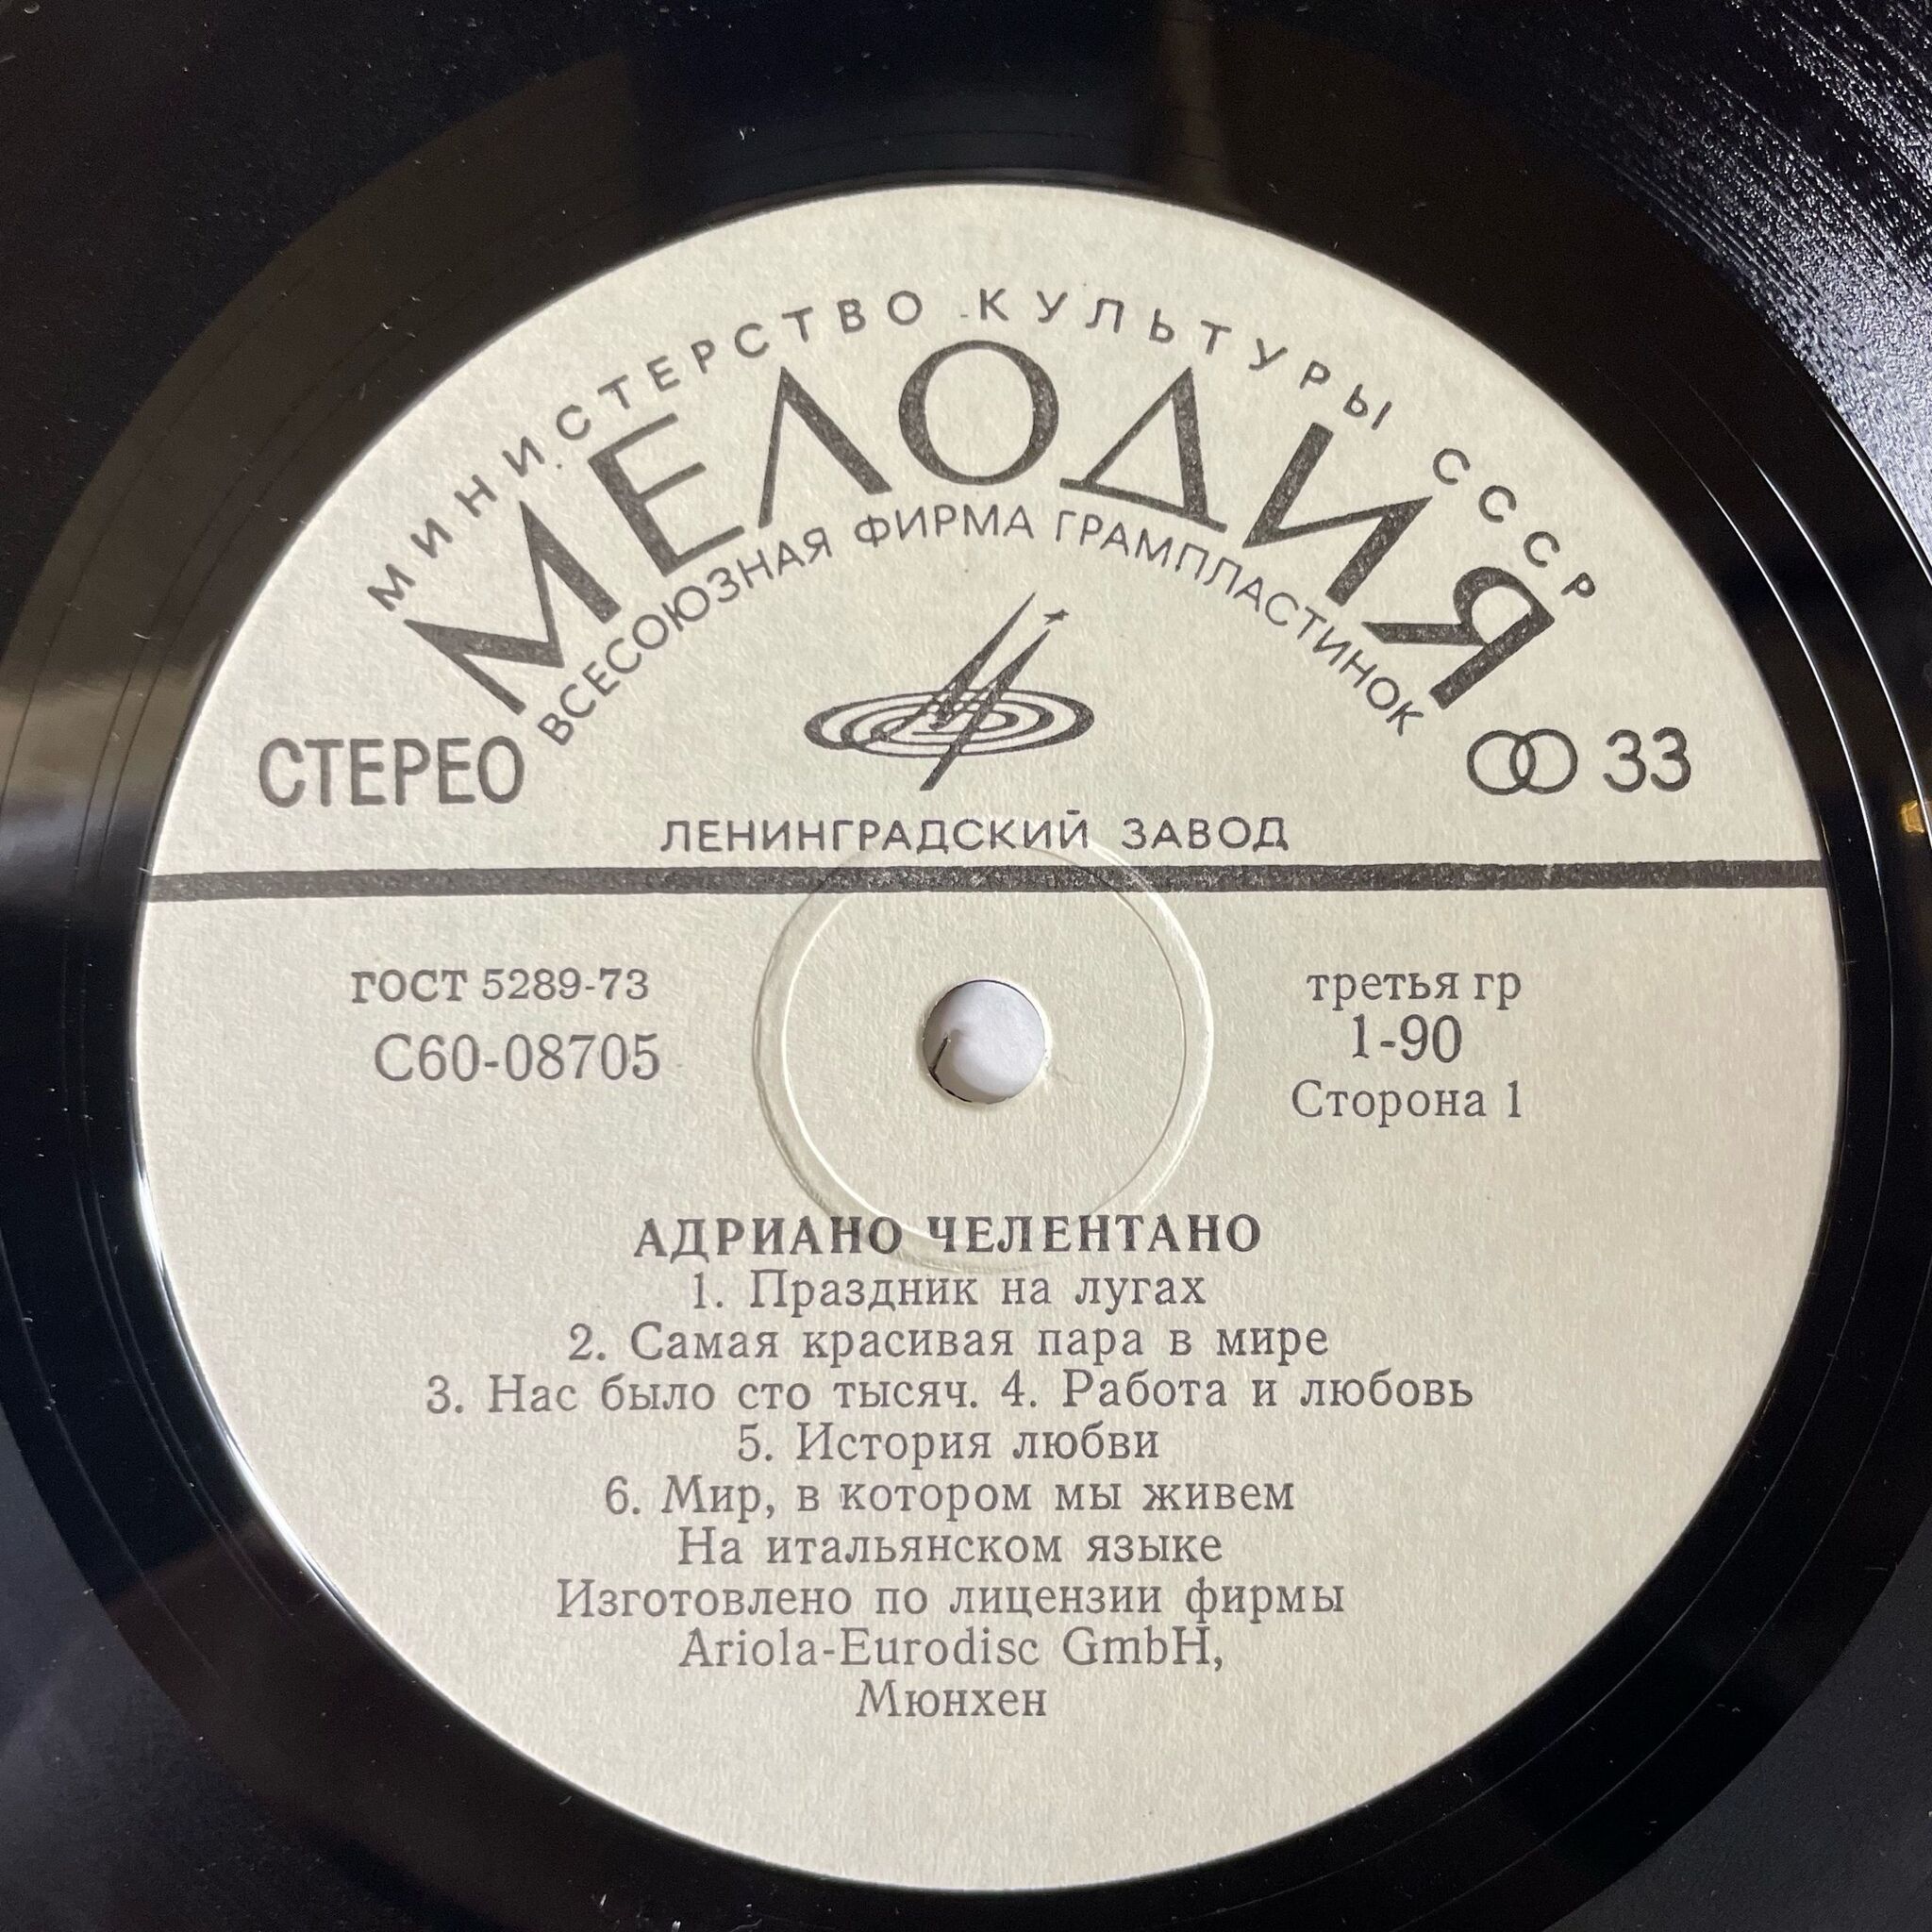 МИНИСТЕРСТВО КУЛЬТУРЫ СССР
МЕЛОДИЯ
ВСЕСОЮЗНАЯ ФИРМА ГРАМПЛАСТИНОК
СТЕРЕО
33
ЛЕНИНГРАДСКИЙ ЗАВОД
ГОСТ 5289-73
С60-08705
третья гр
1-90
Сторона 1
АДРИАНО ЧЕЛЕНТАНО
1. Праздник на лугах
2. Самая красивая пара в мире
3. Нас было сто тысяч. 4. Работа и любовь
5. История любви
6. Мир, в котором мы живем
На итальянском языке
Изготовлено по лицензии фирмы
Ariola-Eurodisc GmbH,
Мюнхен